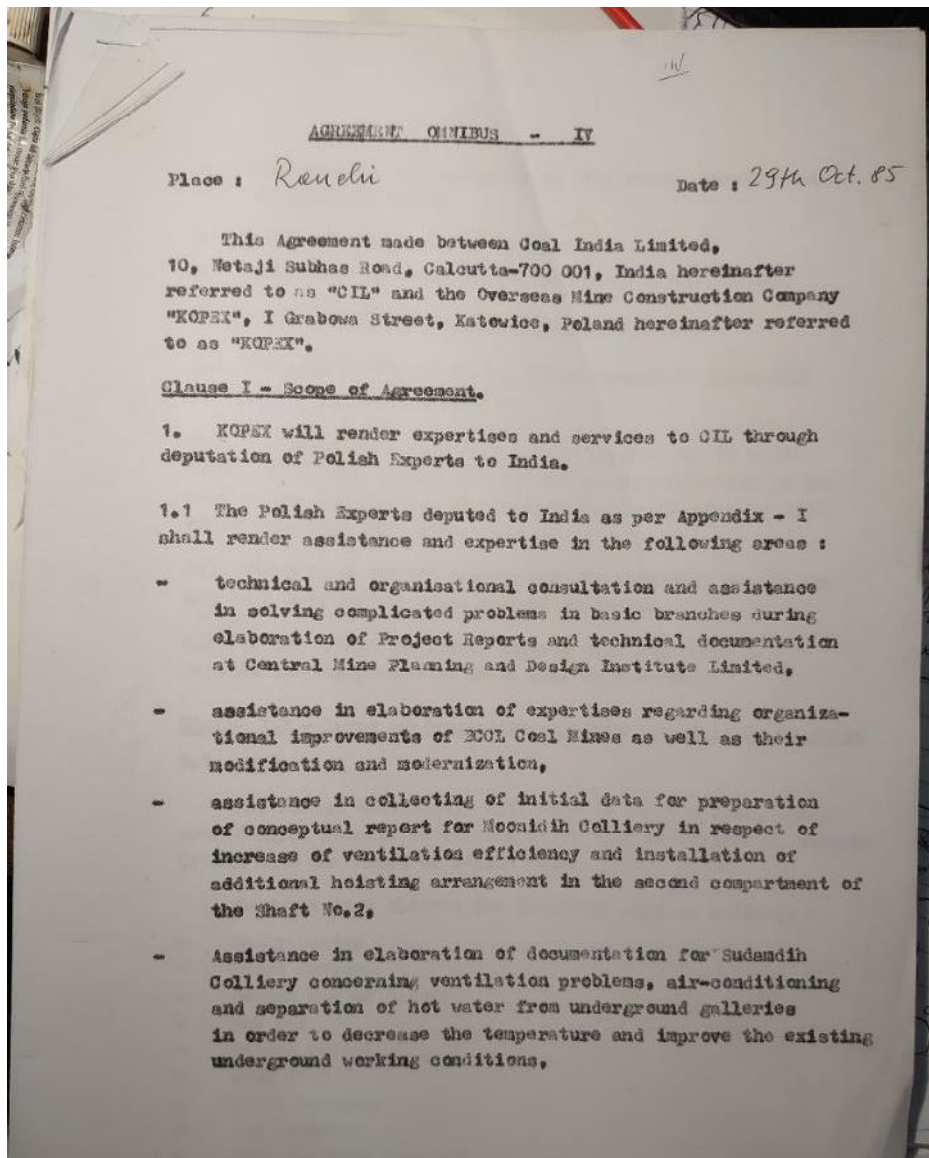 AGREEMENT OMNIBUS - IV
Place : Ranchi
Date : 29th Oct. 85
This Agreement made between Coal India Limited,
10, Netaji Subhas Road, Calcutta-700 001, India hereinafter
referred to as "CIL" and the Overseas Mine Construction Company
"KOPEX", I Grabowa Street, Katowice, Poland hereinafter referred
to as "KOPEX".
Clause I - Scope of Agreement.
1. KOPEX will render expertises and services to CIL through
deputation of Polish Experts to India.
1.1 The Polish Experts deputed to India as per Appendix - I
shall render assistance and expertise in the following areas :
- technical and organisational consultation and assistance
in solving complicated problems in basic branches during
elaboration of Project Reports and technical documentation
at Central Mine Planning and Design Institute Limited,
- assistance in elaboration of expertises regarding organiza-
tional improvements of ECCL Coal Mines as well as their
modification and modernization,
- assistance in collecting of initial data for preparation
of conceptual report for Moonidih Colliery in respect of
increase of ventilation efficiency and installation of
additional hoisting arrangement in the second compartment of
the Shaft No.2,
- Assistance in elaboration of documentation for Sudamdih
Colliery concerning ventilation problems, air-conditioning
and separation of hot water from underground galleries
in order to decrease the temperature and improve the existing
underground working conditions,